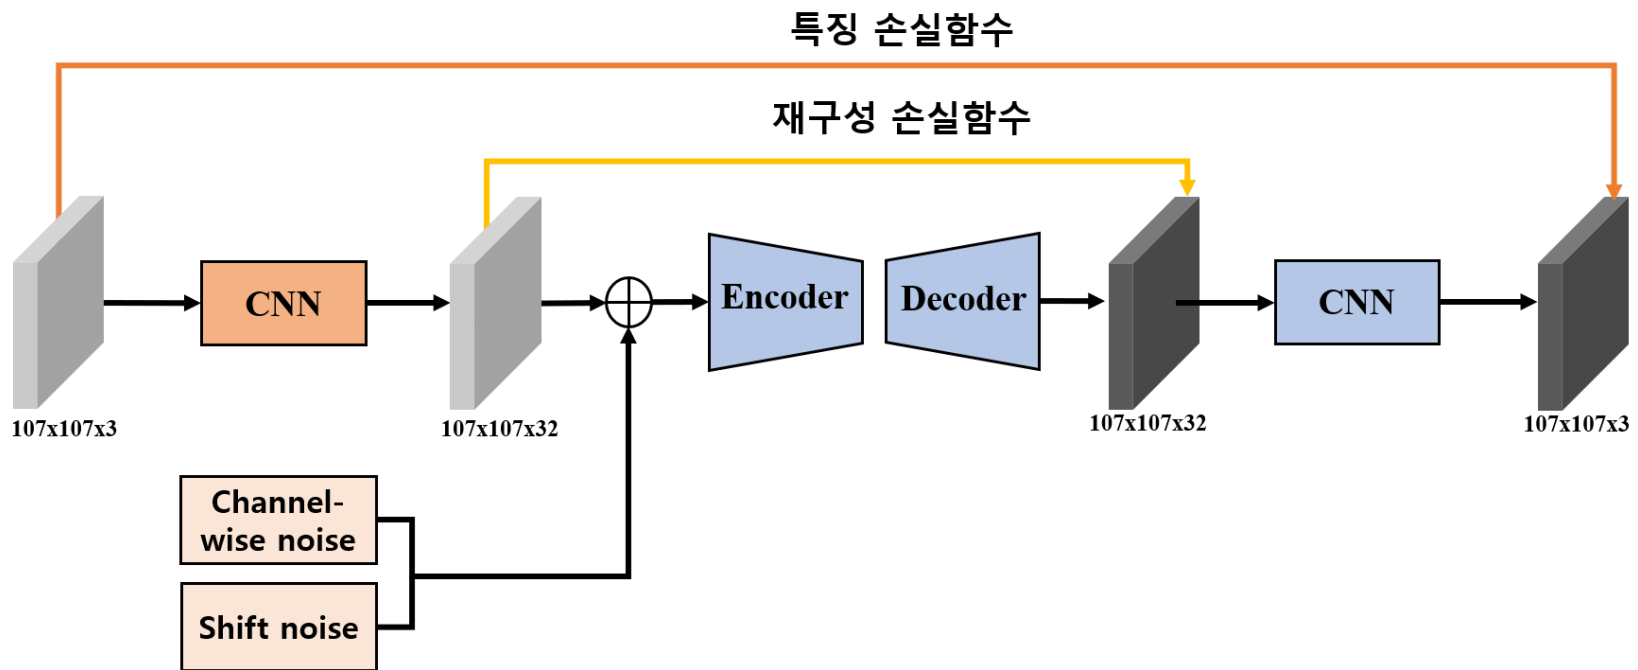 특징 손실함수
재구성 손실함수
CNN
Encoder
Decoder
CNN
107x107x3
107x107x32
107x107x32
107x107x3
Channel-
wise noise
Shift noise